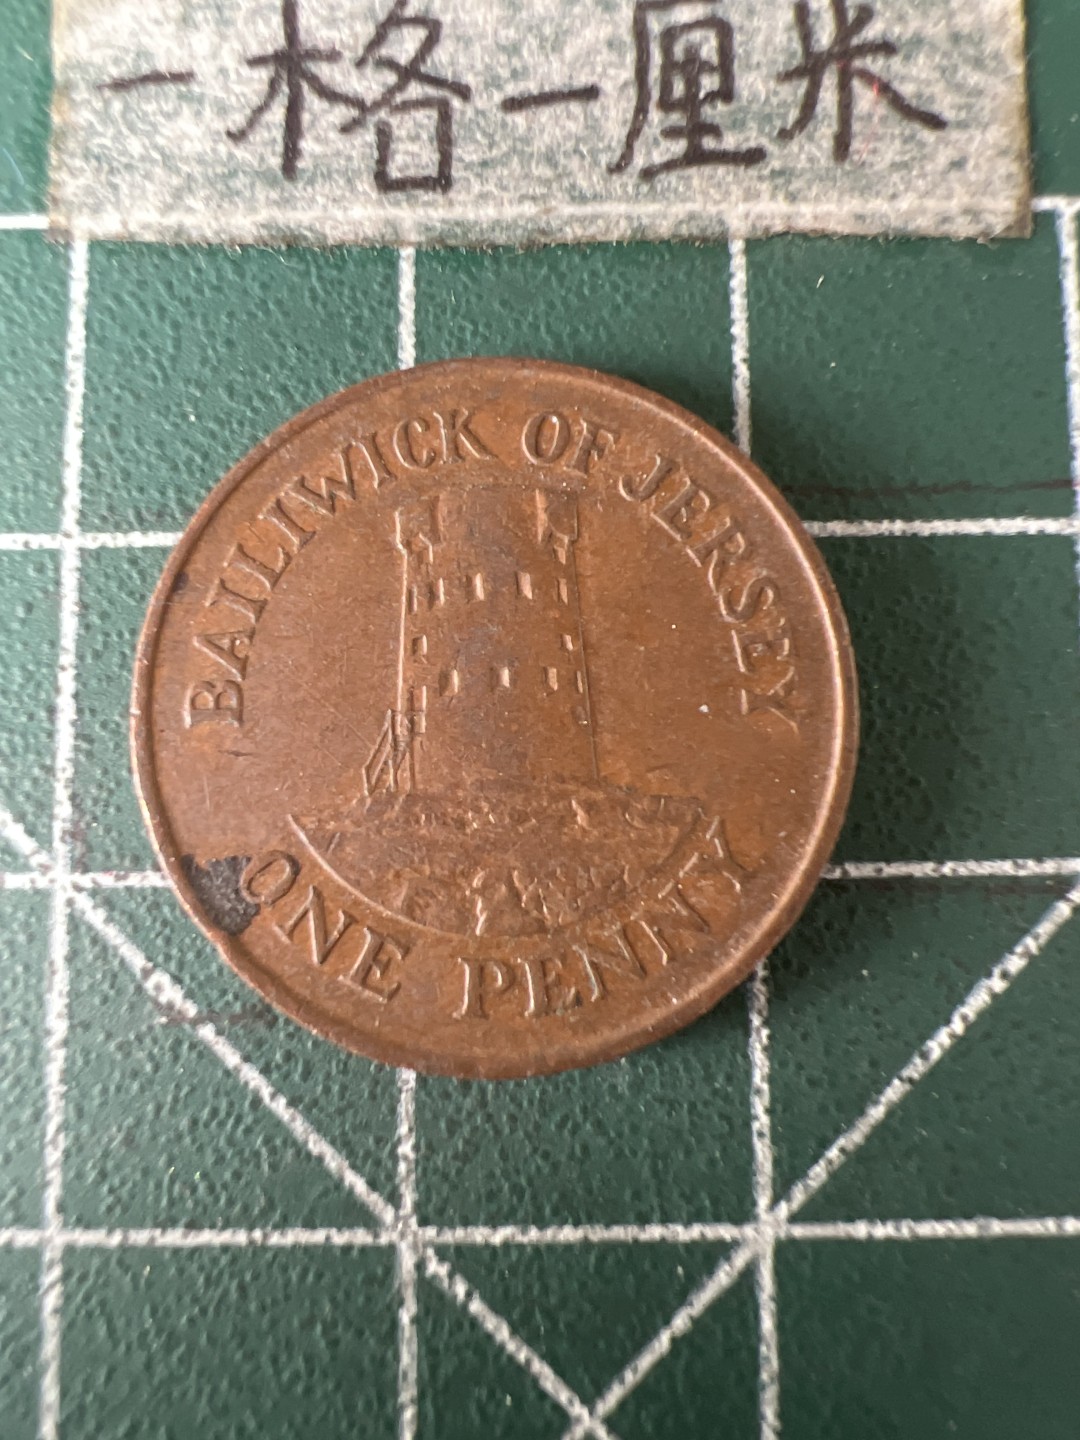 一格一厘米
BAILIWICK OF JERSEY
ONE PENNY